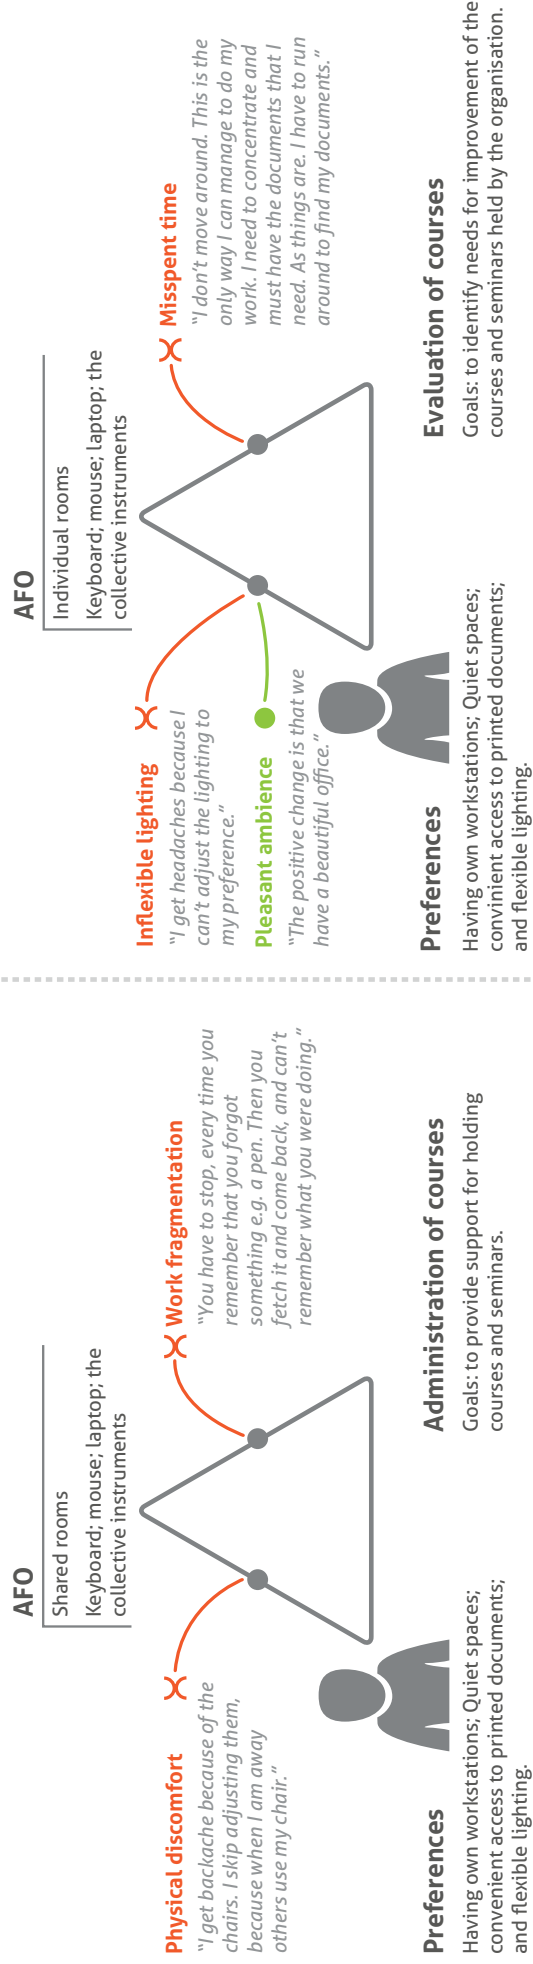 AFO
Shared rooms
Keyboard; mouse; laptop; the
collective instruments
Physical discomfort
“I get backache because of the
chairs. I skip adjusting them,
because when I am away
others use my chair.”
Work fragmentation
“You have to stop, every time you
remember that you forgot
something e.g. a pen. Then you
fetch it and come back, and can’t
remember what you were doing.”
Preferences
Having own workstations; Quiet spaces;
convenient access to printed documents;
and flexible lighting.
Administration of courses
Goals: to provide support for holding
courses and seminars.
AFO
Individual rooms
Keyboard; mouse; laptop; the
collective instruments
Inflexible lighting
“I get headaches because I
can’t adjust the lighting to
my preference.”
Pleasant ambience
“The positive change is that we
have a beautiful office.”
Misspent time
“I don’t move around. This is the
only way I can manage to do my
work. I need to concentrate and
must have the documents that I
need. As things are. I have to run
around to find my documents.”
Preferences
Having own workstations; Quiet spaces;
convinient access to printed documents;
and flexible lighting.
Evaluation of courses
Goals: to identify needs for improvement of the
courses and seminars held by the organisation.